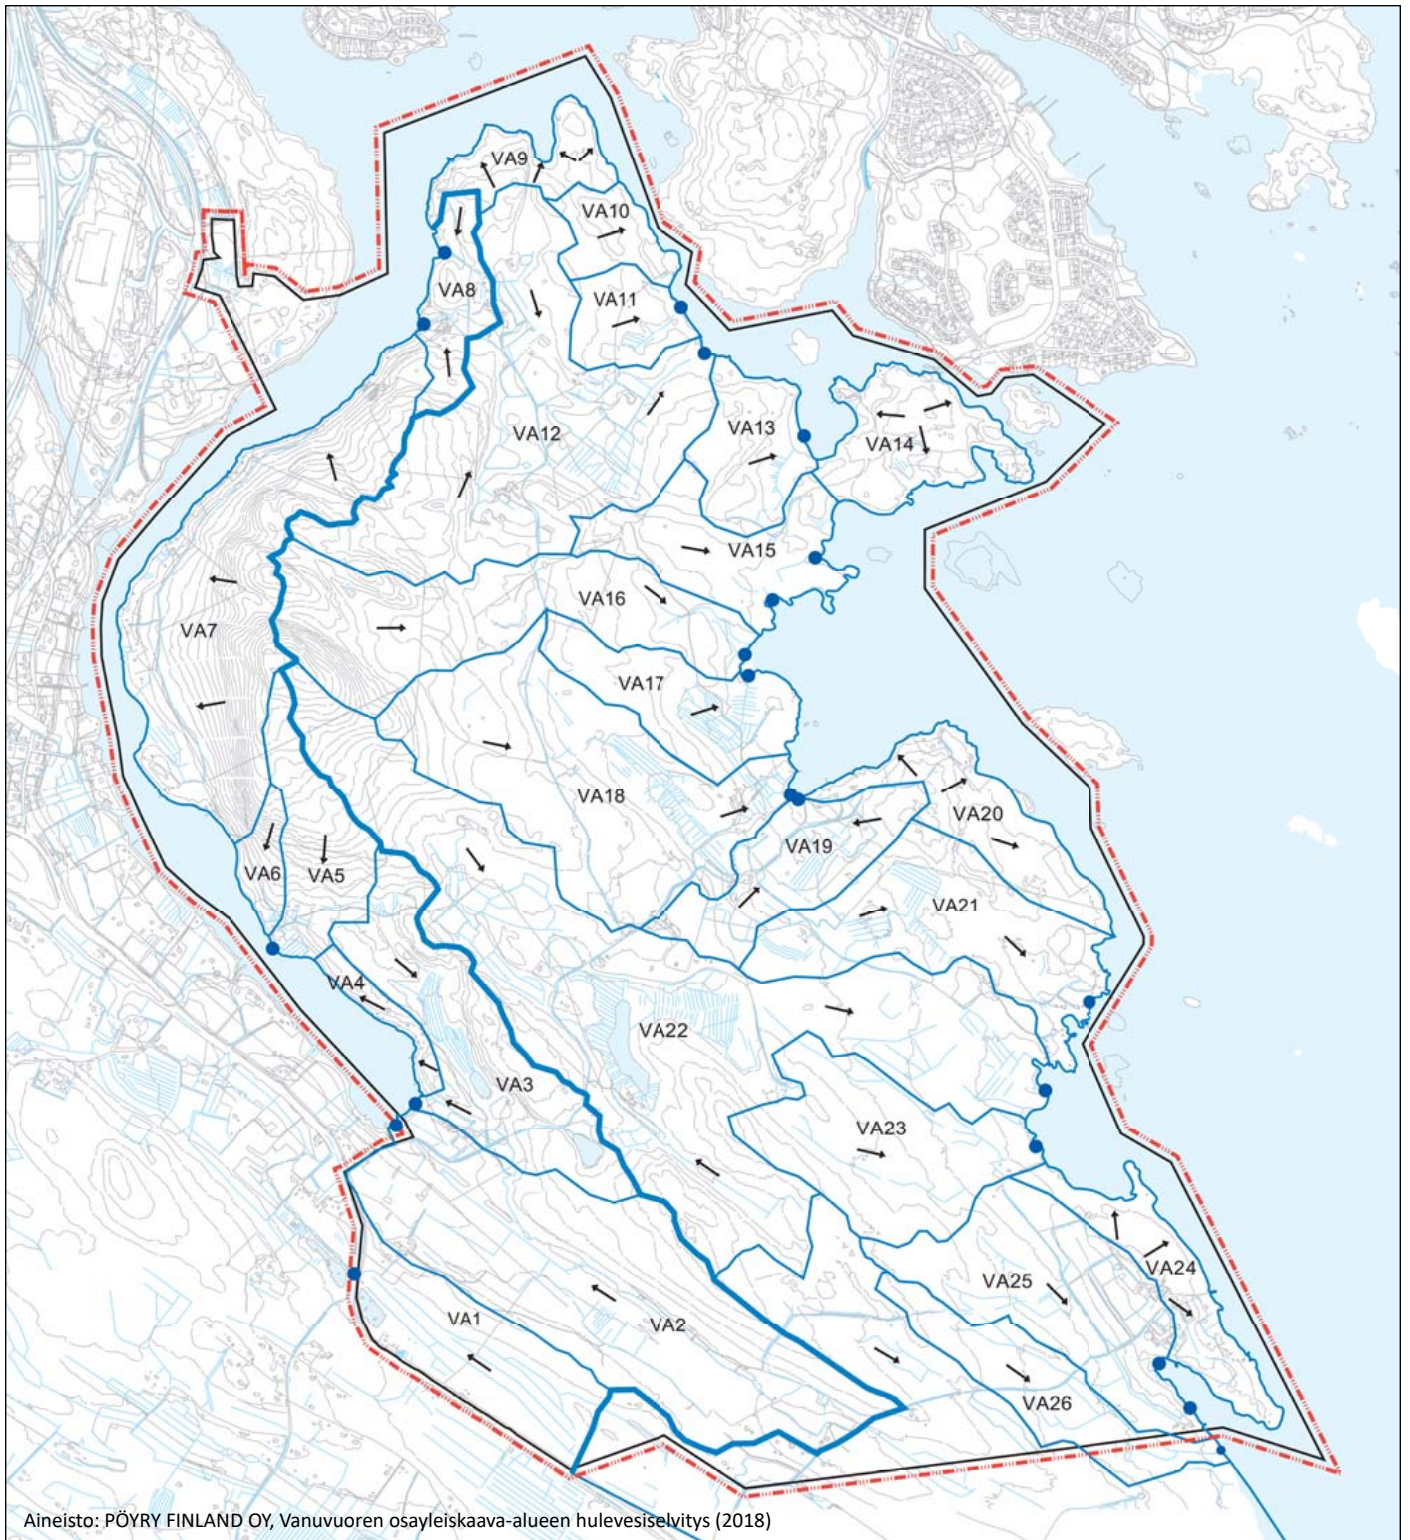 VA9
VA10
VA8
VA11
VA12
VA13
VA14
VA15
VA16
VA7
VA17
VA18
VA20
VA19
VA6
VA5
VA21
VA4
VA22
VA3
VA23
VA24
VA25
VA1
VA2
VA26
Aineisto: PÖYRY FINLAND OY, Vanuvuoren osayleiskaava-alueen hulevesiselvitys (2018)